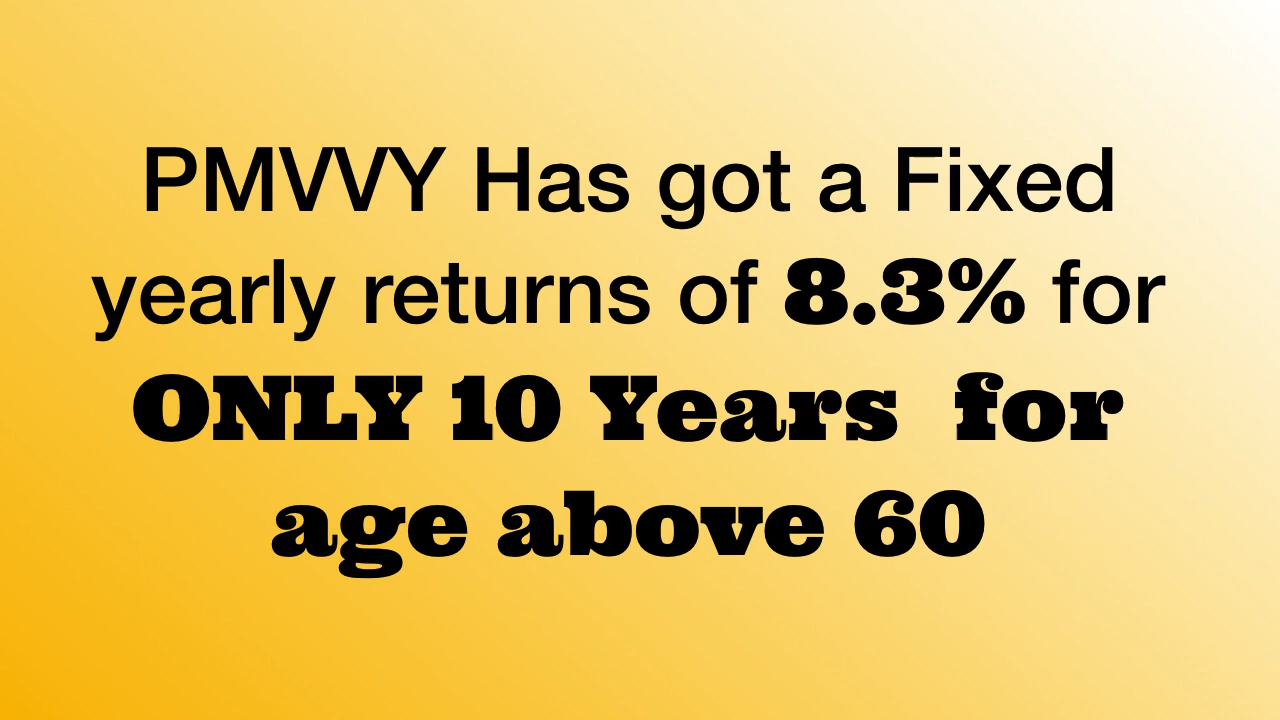 PMVVY Has got a Fixed
yearly returns of 8.3% for
ONLY 10 Years for
age above 60